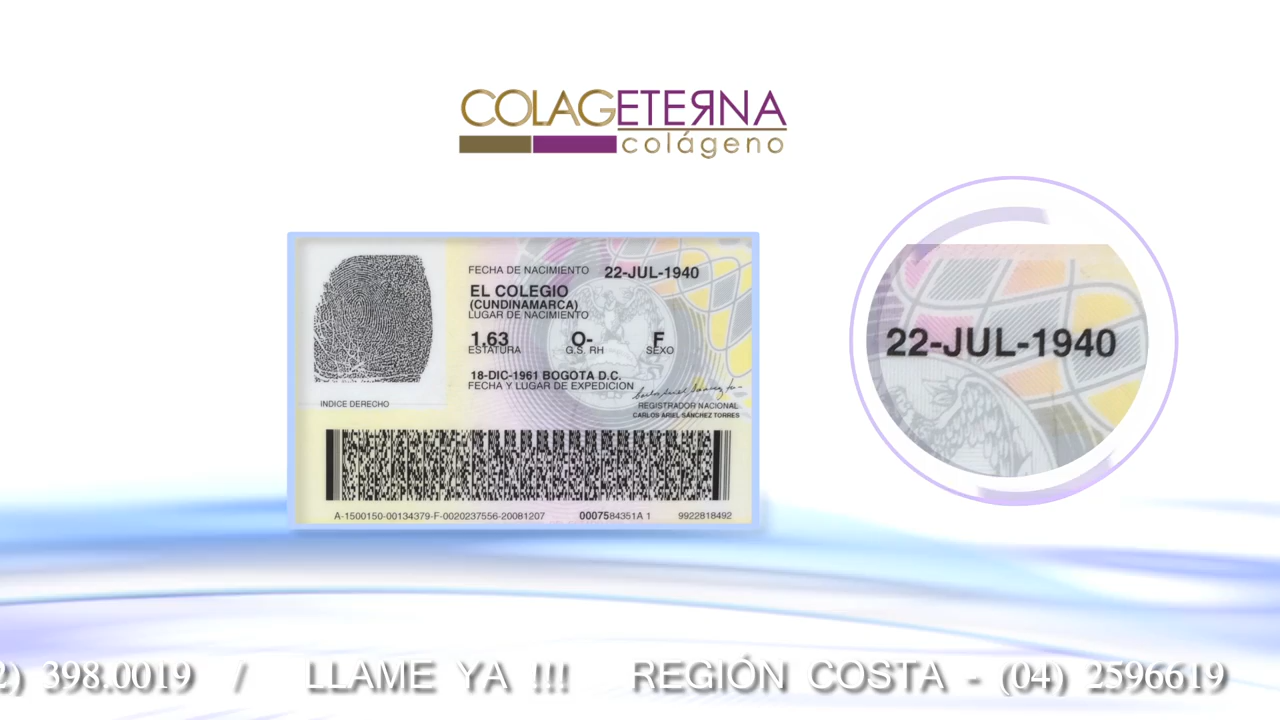 COLAGETERNA
colágeno
FECHA DE NACIMIENTO 22-JUL-1940
EL COLEGIO
(CUNDINAMARCA)
LUGAR DE NACIMIENTO
1.63 O- F
ESTATURA G.S. RH SEXO
18-DIC-1961 BOGOTA D.C.
FECHA Y LUGAR DE EXPEDICION
INDICE DERECHO
REGISTRADOR NACIONAL
CARLOS ARIEL SÁNCHEZ TORRES
A-1500150-00134379-F-0020237556-20081207 0007584351A 1 9922818492
22-JUL-1940
2) 398.0019 / LLAME YA !!! REGIÓN COSTA - (04) 2596619